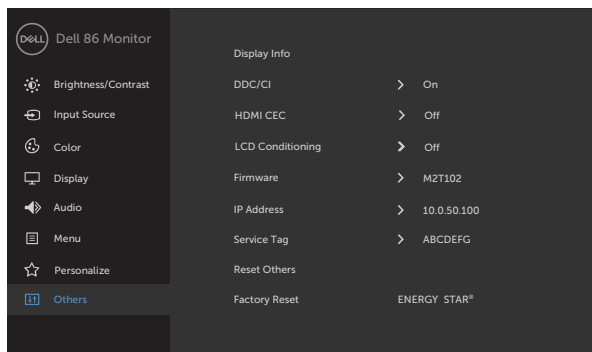 DELL Dell 86 Monitor
Brightness/Contrast
Input Source
Color
Display
Audio
Menu
Personalize
Others
Display Info
DDC/CI > On
HDMI CEC > Off
LCD Conditioning > Off
Firmware > M2T102
IP Address > 10.0.50.100
Service Tag > ABCDEFG
Reset Others
Factory Reset ENERGY STAR®